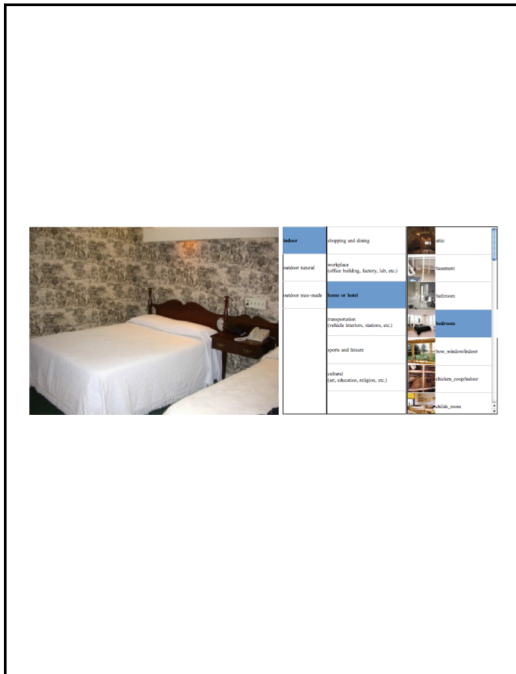 indoor
outdoor natural
outdoor man-made
shopping and dining
workplace
(office building, factory, lab, etc.)
home or hotel
transportation
(vehicle interiors, stations, etc.)
sports and leisure
cultural
(art, education, religion, etc.)
attic
basement
bedroom
bow_window/indoor
chicken_coop/indoor
childs_room